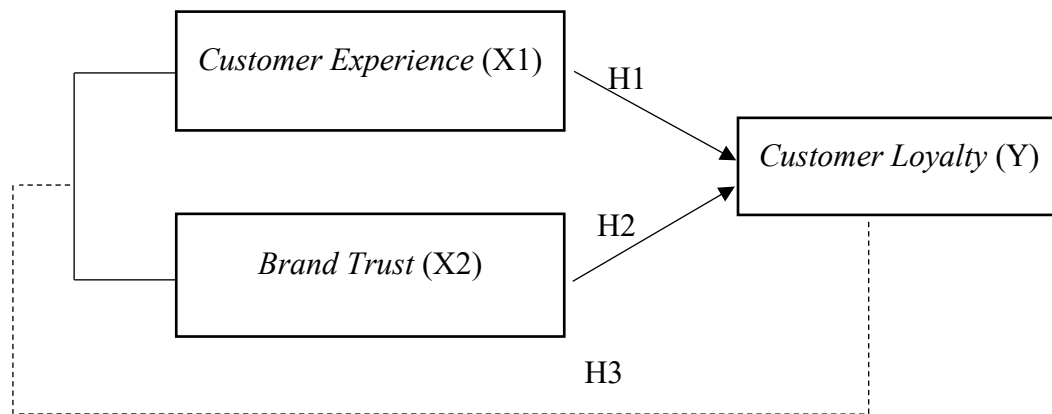 Customer Experience (X1)
H1
Customer Loyalty (Y)
H2
Brand Trust (X2)
H3